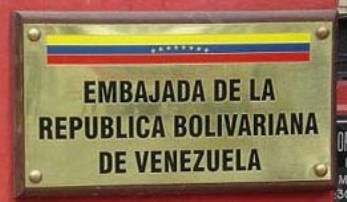 EMBAJADA DE LA
REPUBLICA BOLIVARIANA
DE VENEZUELA